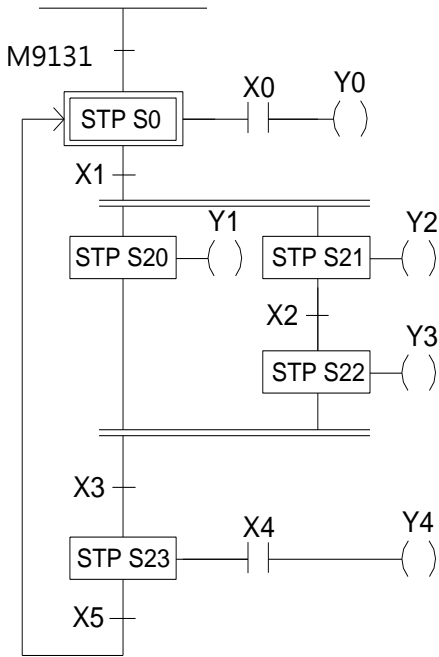 M9131
X0 Y0
STP S0
X1
Y1 Y2
STP S20 STP S21
X2
Y3
STP S22
X3
X4 Y4
STP S23
X5